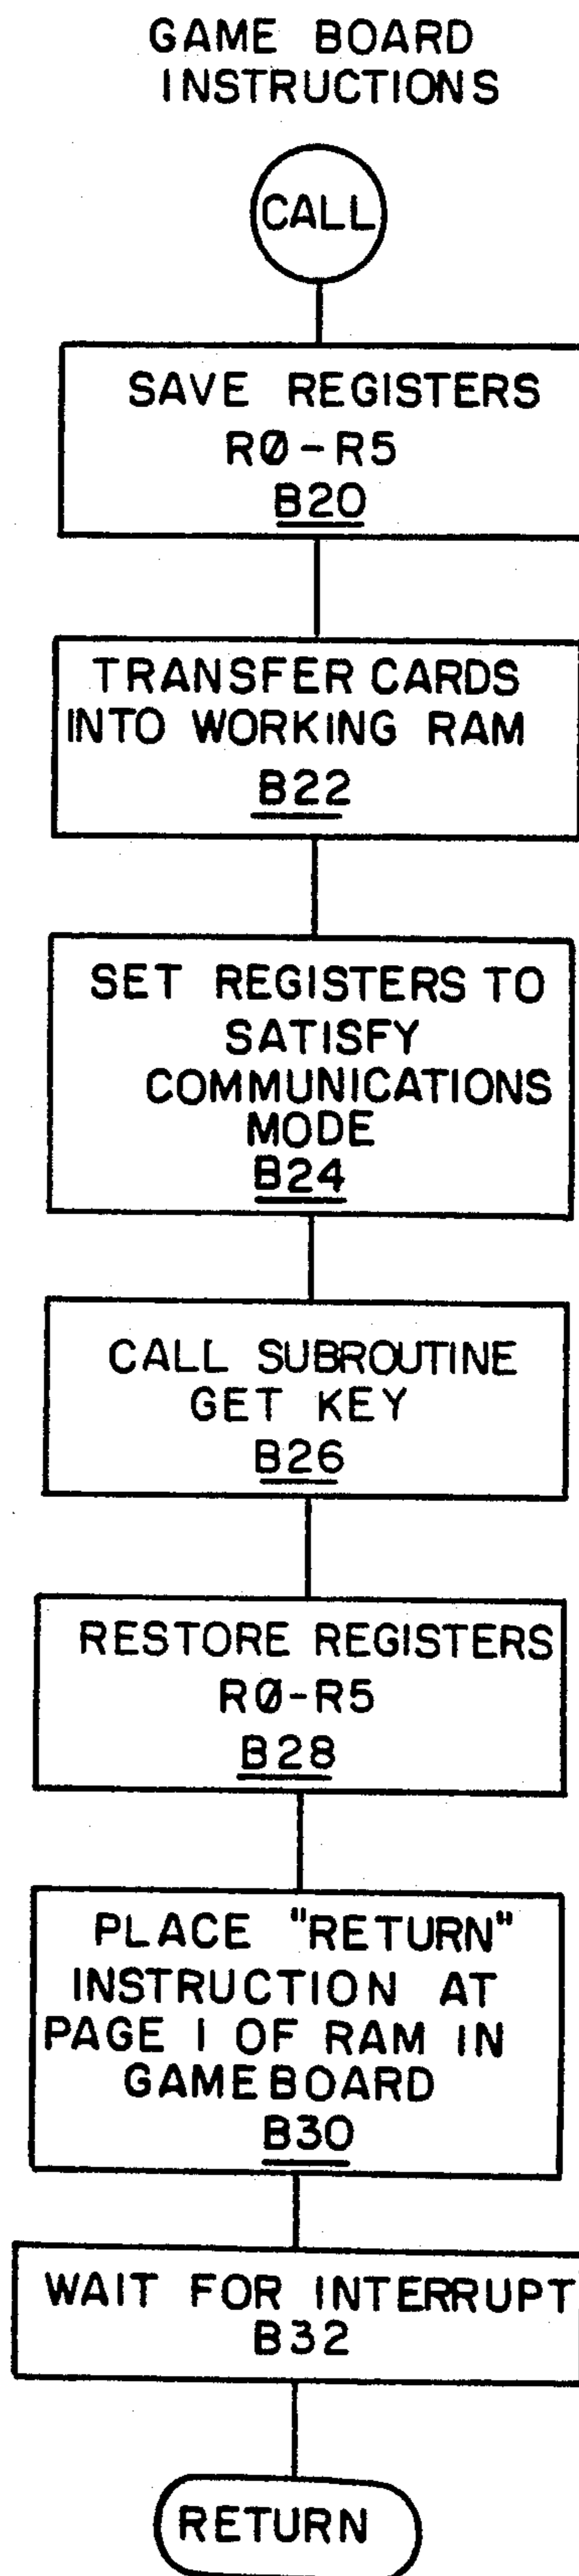 GAME BOARD
INSTRUCTIONS
CALL
SAVE REGISTERS
RØ-R5
B20
TRANSFER CARDS
INTO WORKING RAM
B22
SET REGISTERS TO
SATISFY
COMMUNICATIONS
MODE
B24
CALL SUBROUTINE
GET KEY
B26
RESTORE REGISTERS
RØ-R5
B28
PLACE "RETURN"
INSTRUCTION AT
PAGE 1 OF RAM IN
GAMEBOARD
B30
WAIT FOR INTERRUPT
B32
RETURN